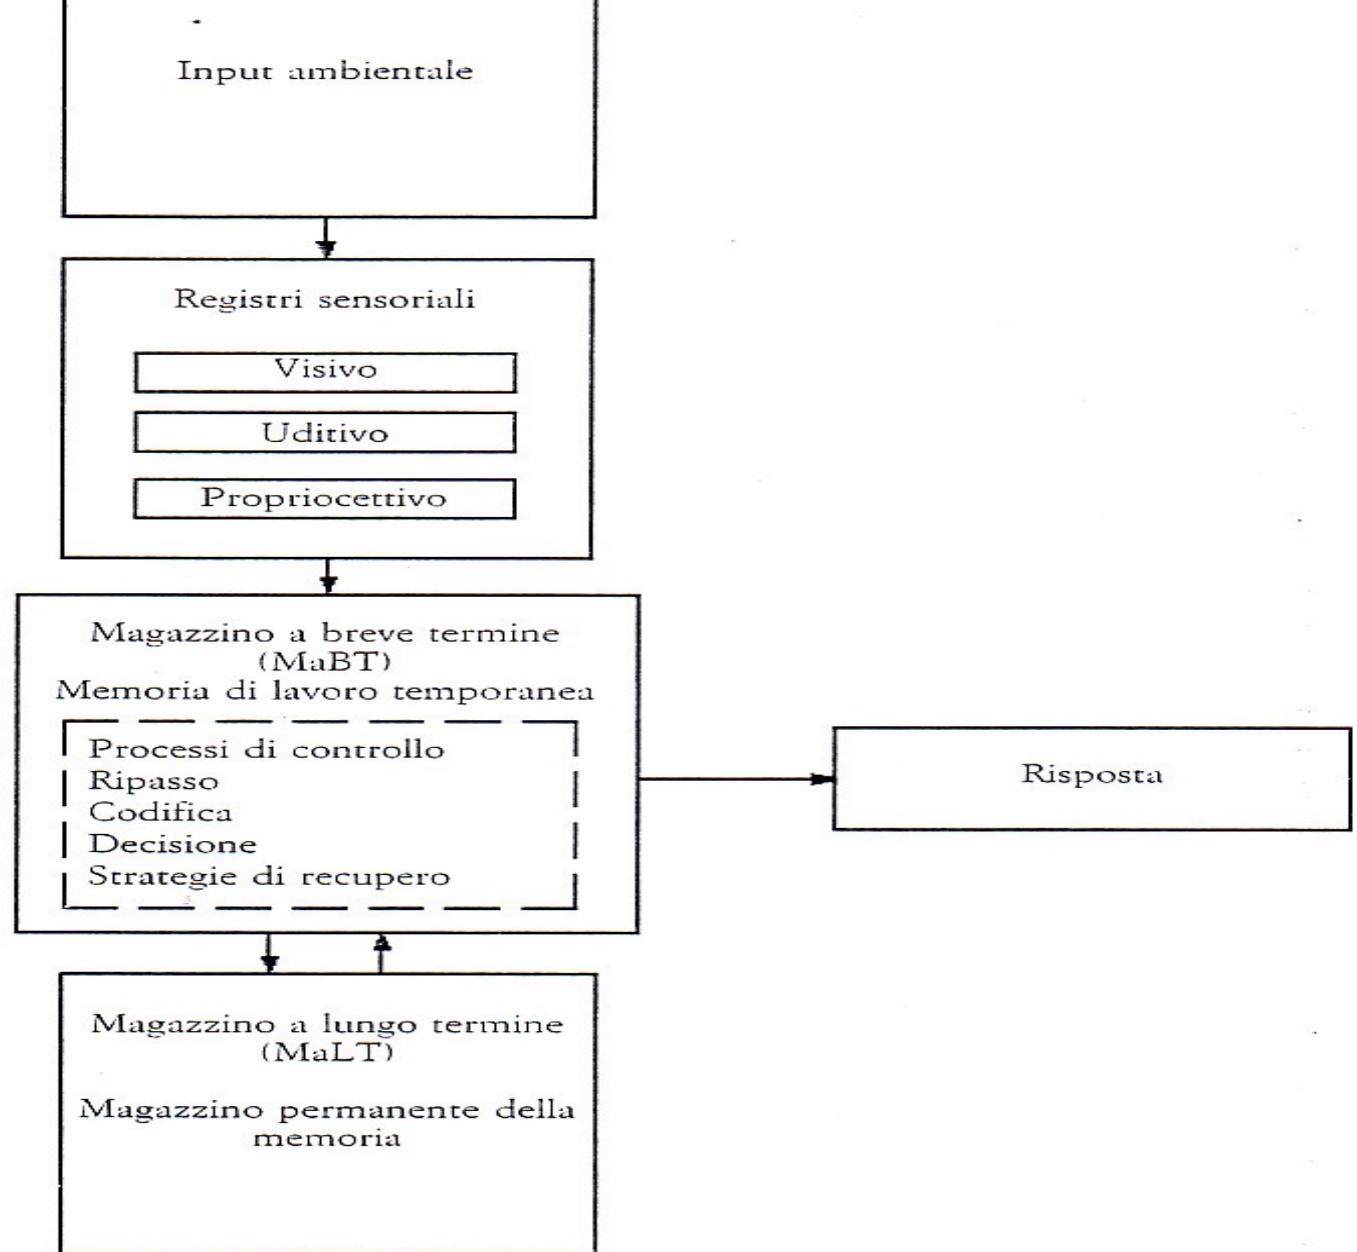 Input ambientale
Registri sensoriali
Visivo
Uditivo
Propriocettivo
Magazzino a breve termine
(MaBT)
Memoria di lavoro temporanea
Processi di controllo
Ripasso
Codifica
Decisione
Strategie di recupero
Risposta
Magazzino a lungo termine
(MaLT)
Magazzino permanente della
memoria